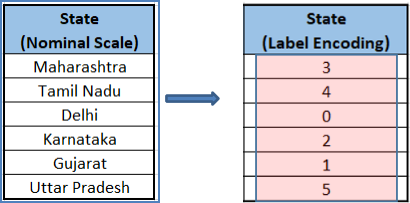 State
(Nominal Scale)
Maharashtra
Tamil Nadu
Delhi
Karnataka
Gujarat
Uttar Pradesh
State
(Label Encoding)
3
4
0
2
1
5